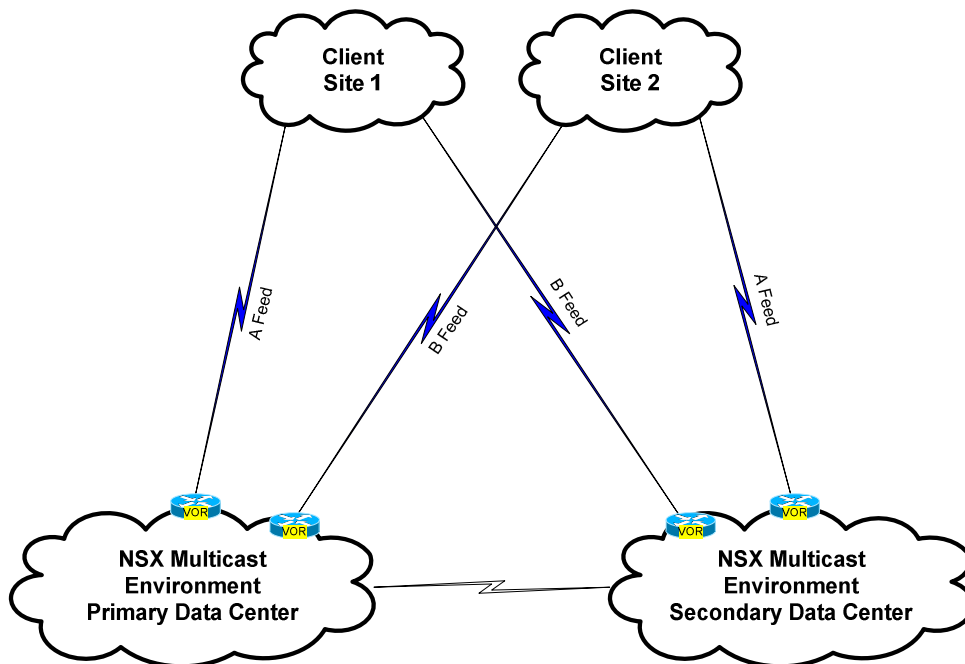 Client
Site 1
Client
Site 2
A Feed
B Feed
B Feed
A Feed
VOR
VOR
VOR
VOR
NSX Multicast
Environment
Primary Data Center
NSX Multicast
Environment
Secondary Data Center